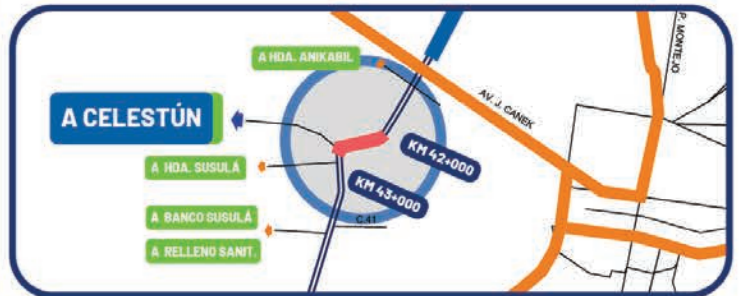 A HDA. ANIKABIL
P. MONTEJO
A CELESTÚN
AV. J. CANEK
A HDA. SUSULÁ
KM 42+000
KM 43+000
A BANCO SUSULÁ
C.41
A RELLENO SANIT.